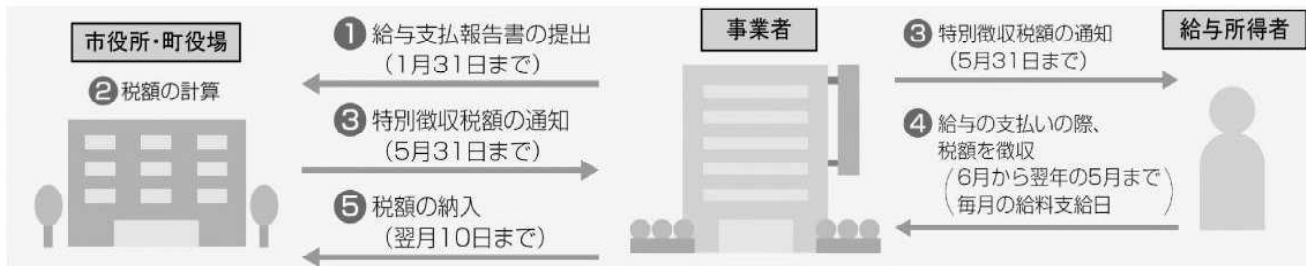 市役所・町役場
❷税額の計算
❶給与支払報告書の提出
(1月31日まで)
❸特別徴収税額の通知
(5月31日まで)
❺税額の納入
(翌月10日まで)
事業者
❸特別徴収税額の通知
(5月31日まで)
❹給与の支払いの際、
税額を徴収
(6月から翌年の5月まで
毎月の給料支給日)
給与所得者